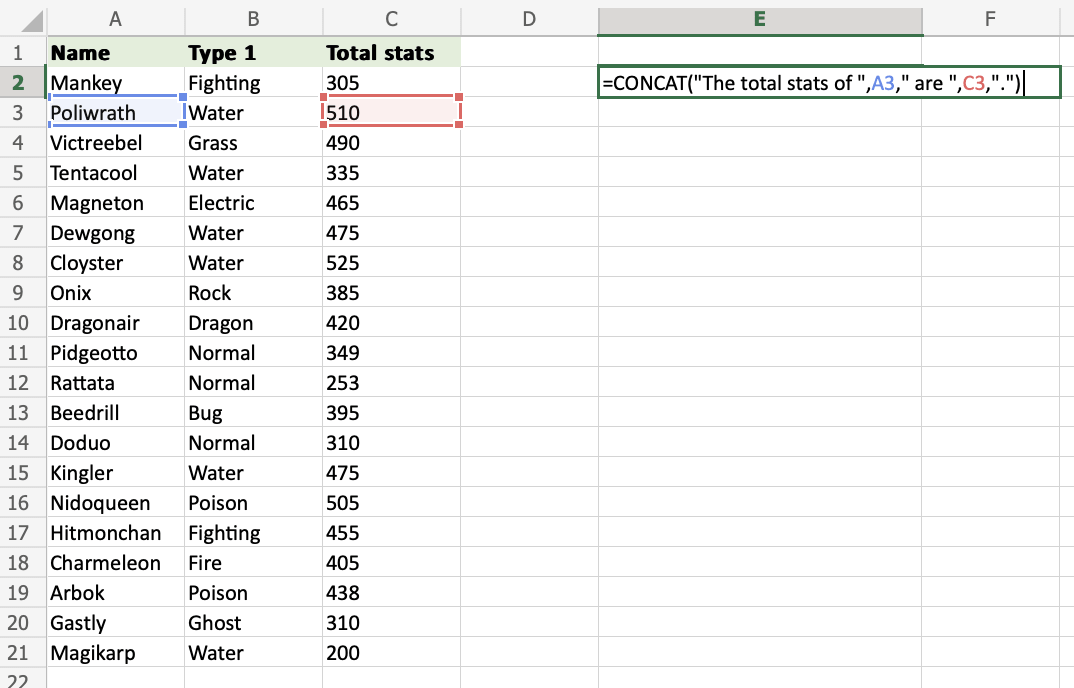 A B C D E F
1 Name Type 1 Total stats
2 Mankey Fighting 305 =CONCAT("The total stats of ",A3," are ",C3,".")
3 Poliwrath Water 510
4 Victreebel Grass 490
5 Tentacool Water 335
6 Magneton Electric 465
7 Dewgong Water 475
8 Cloyster Water 525
9 Onix Rock 385
10 Dragonair Dragon 420
11 Pidgeotto Normal 349
12 Rattata Normal 253
13 Beedrill Bug 395
14 Doduo Normal 310
15 Kingler Water 475
16 Nidoqueen Poison 505
17 Hitmonchan Fighting 455
18 Charmeleon Fire 405
19 Arbok Poison 438
20 Gastly Ghost 310
21 Magikarp Water 200
22